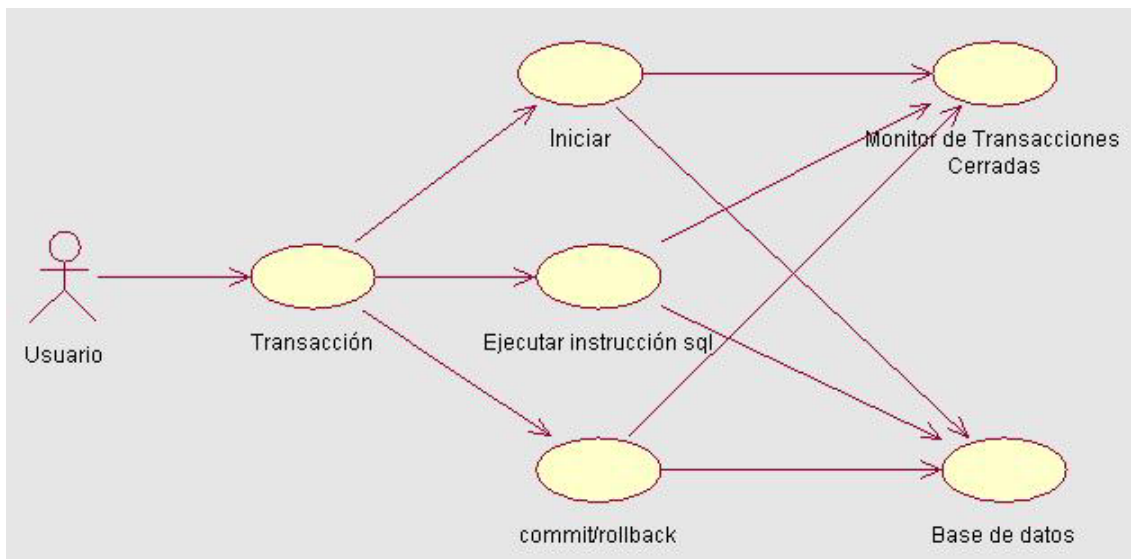 Iniciar
Monitor de Transacciones
Cerradas
Usuario
Transacción
Ejecutar instrucción sql
commit/rollback
Base de datos